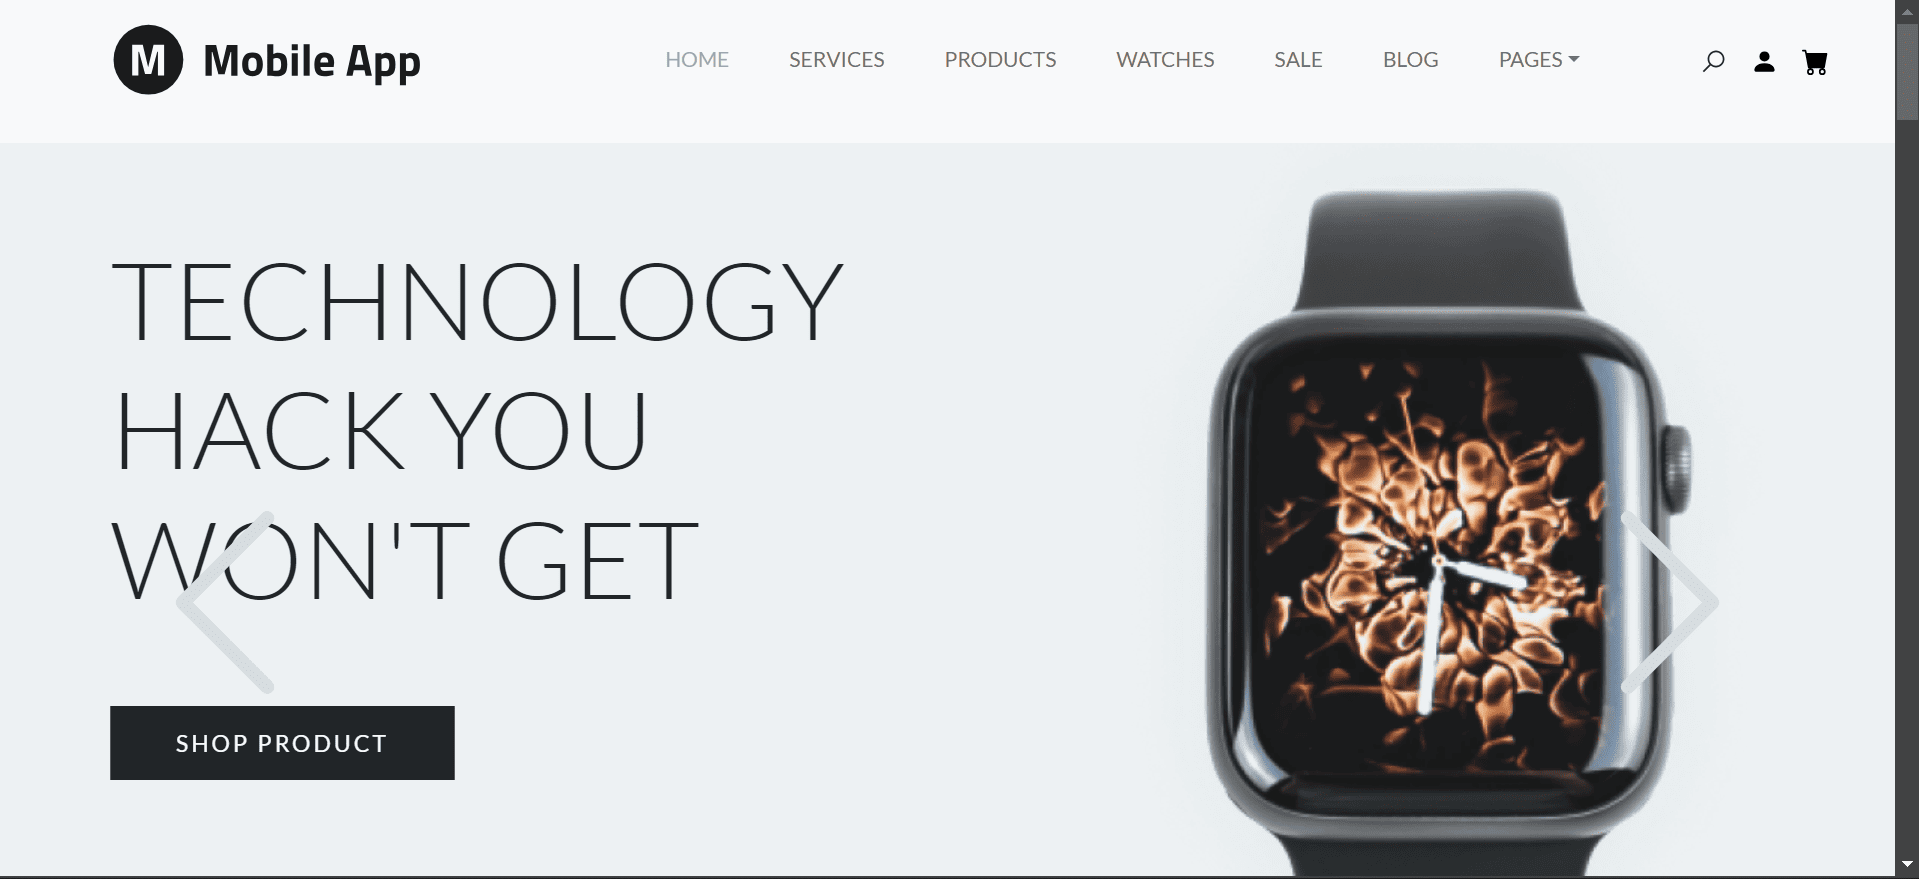 M Mobile App
HOME SERVICES PRODUCTS WATCHES SALE BLOG PAGES
TECHNOLOGY
HACK YOU
WON'T GET
SHOP PRODUCT